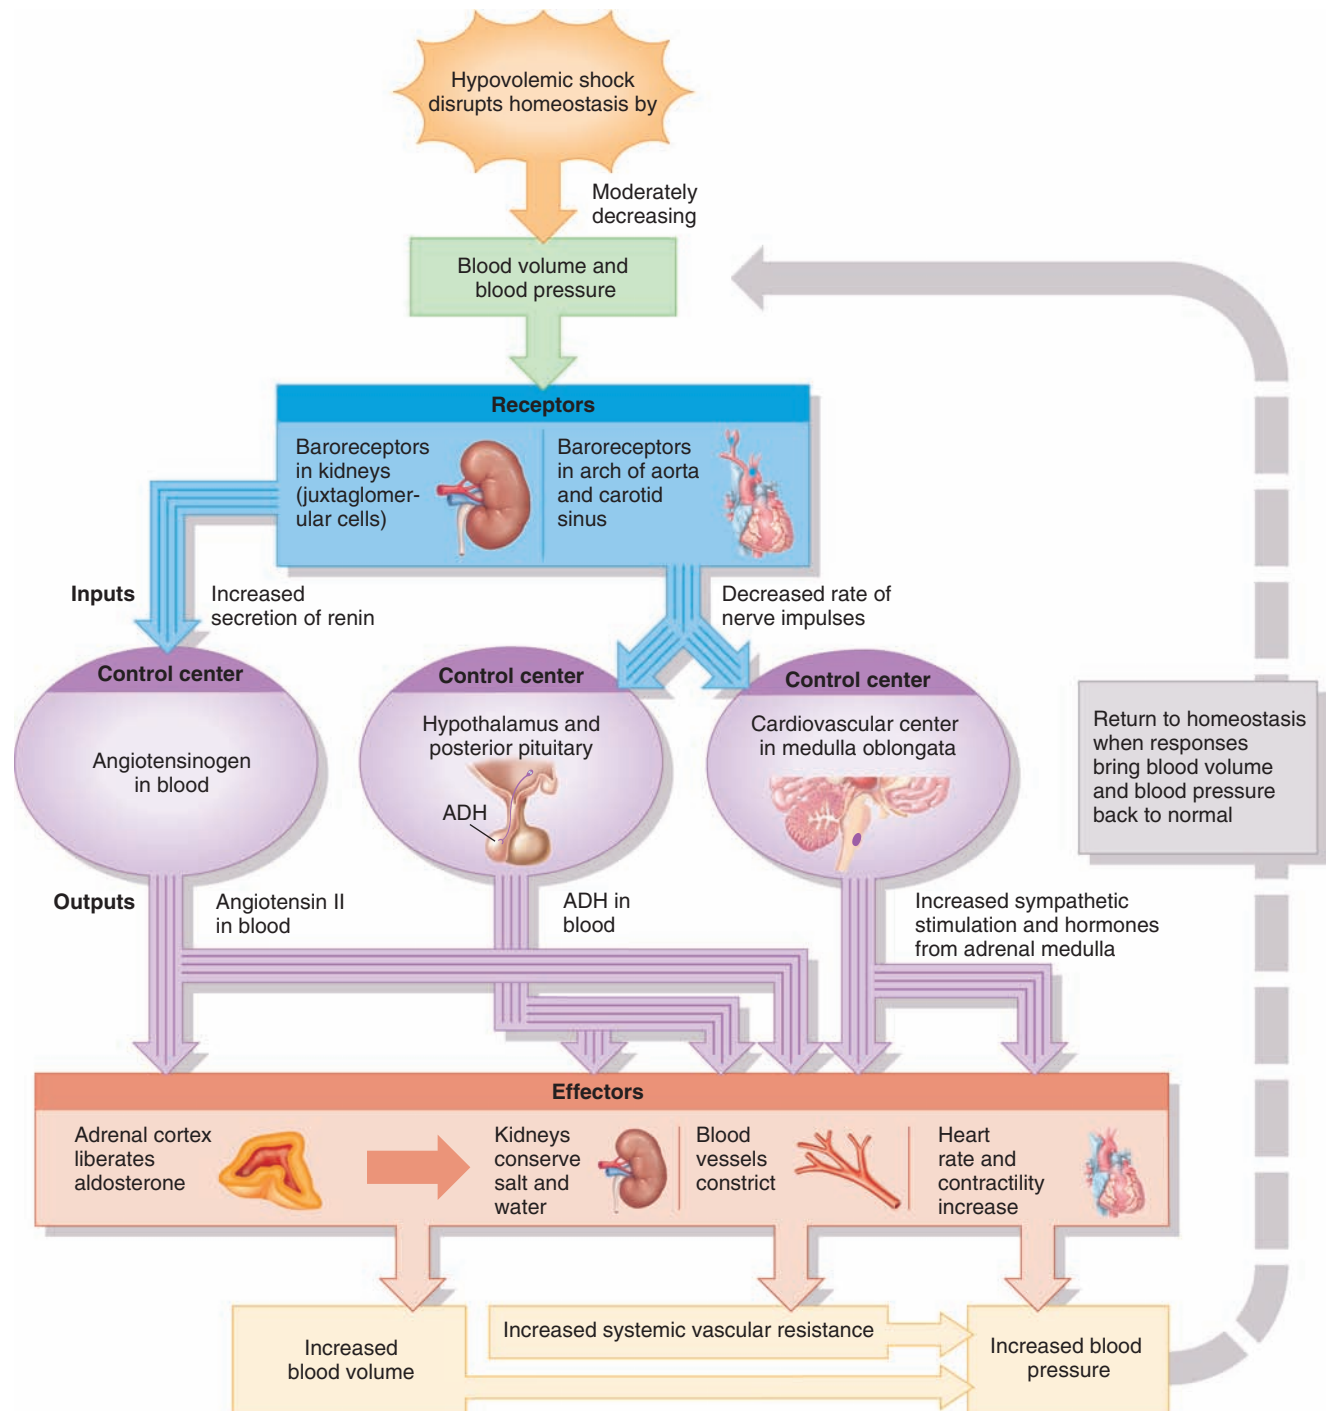 Hypovolemic shock
disrupts homeostasis by
Moderately
decreasing
Blood volume and
blood pressure
Receptors
Baroreceptors
in kidneys
(juxtaglomer-
ular cells)
Baroreceptors
in arch of aorta
and carotid
sinus
Inputs
Increased
secretion of renin
Decreased rate of
nerve impulses
Control center
Angiotensinogen
in blood
Control center
Hypothalamus and
posterior pituitary
ADH
Control center
Cardiovascular center
in medulla oblongata
Return to homeostasis
when responses
bring blood volume
and blood pressure
back to normal
Outputs
Angiotensin II
in blood
ADH in
blood
Increased sympathetic
stimulation and hormones
from adrenal medulla
Effectors
Adrenal cortex
liberates
aldosterone
Kidneys
conserve
salt and
water
Blood
vessels
constrict
Heart
rate and
contractility
increase
Increased
blood volume
Increased systemic vascular resistance
Increased blood
pressure